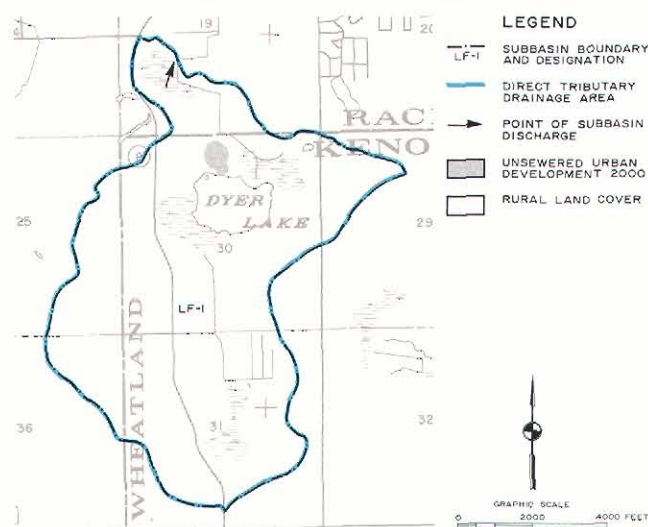 19
20
RAC
KENO
DYER
LAKE
25
30
29
LF-1
WHEATLAND
36
31
32
LEGEND
LF-1
SUBBASIN BOUNDARY
AND DESIGNATION
DIRECT TRIBUTARY
DRAINAGE AREA
POINT OF SUBBASIN
DISCHARGE
UNSEWERED URBAN
DEVELOPMENT 2000
RURAL LAND COVER
GRAPHIC SCALE
0 2000 4000 FEET